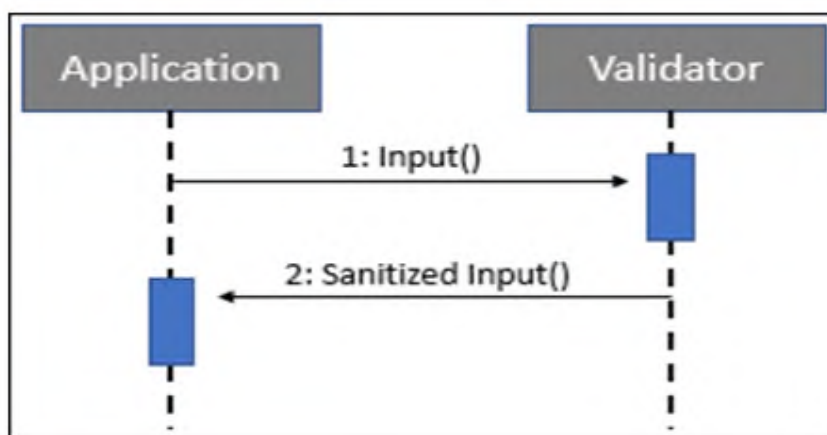 Application
Validator
1: Input()
2: Sanitized Input()